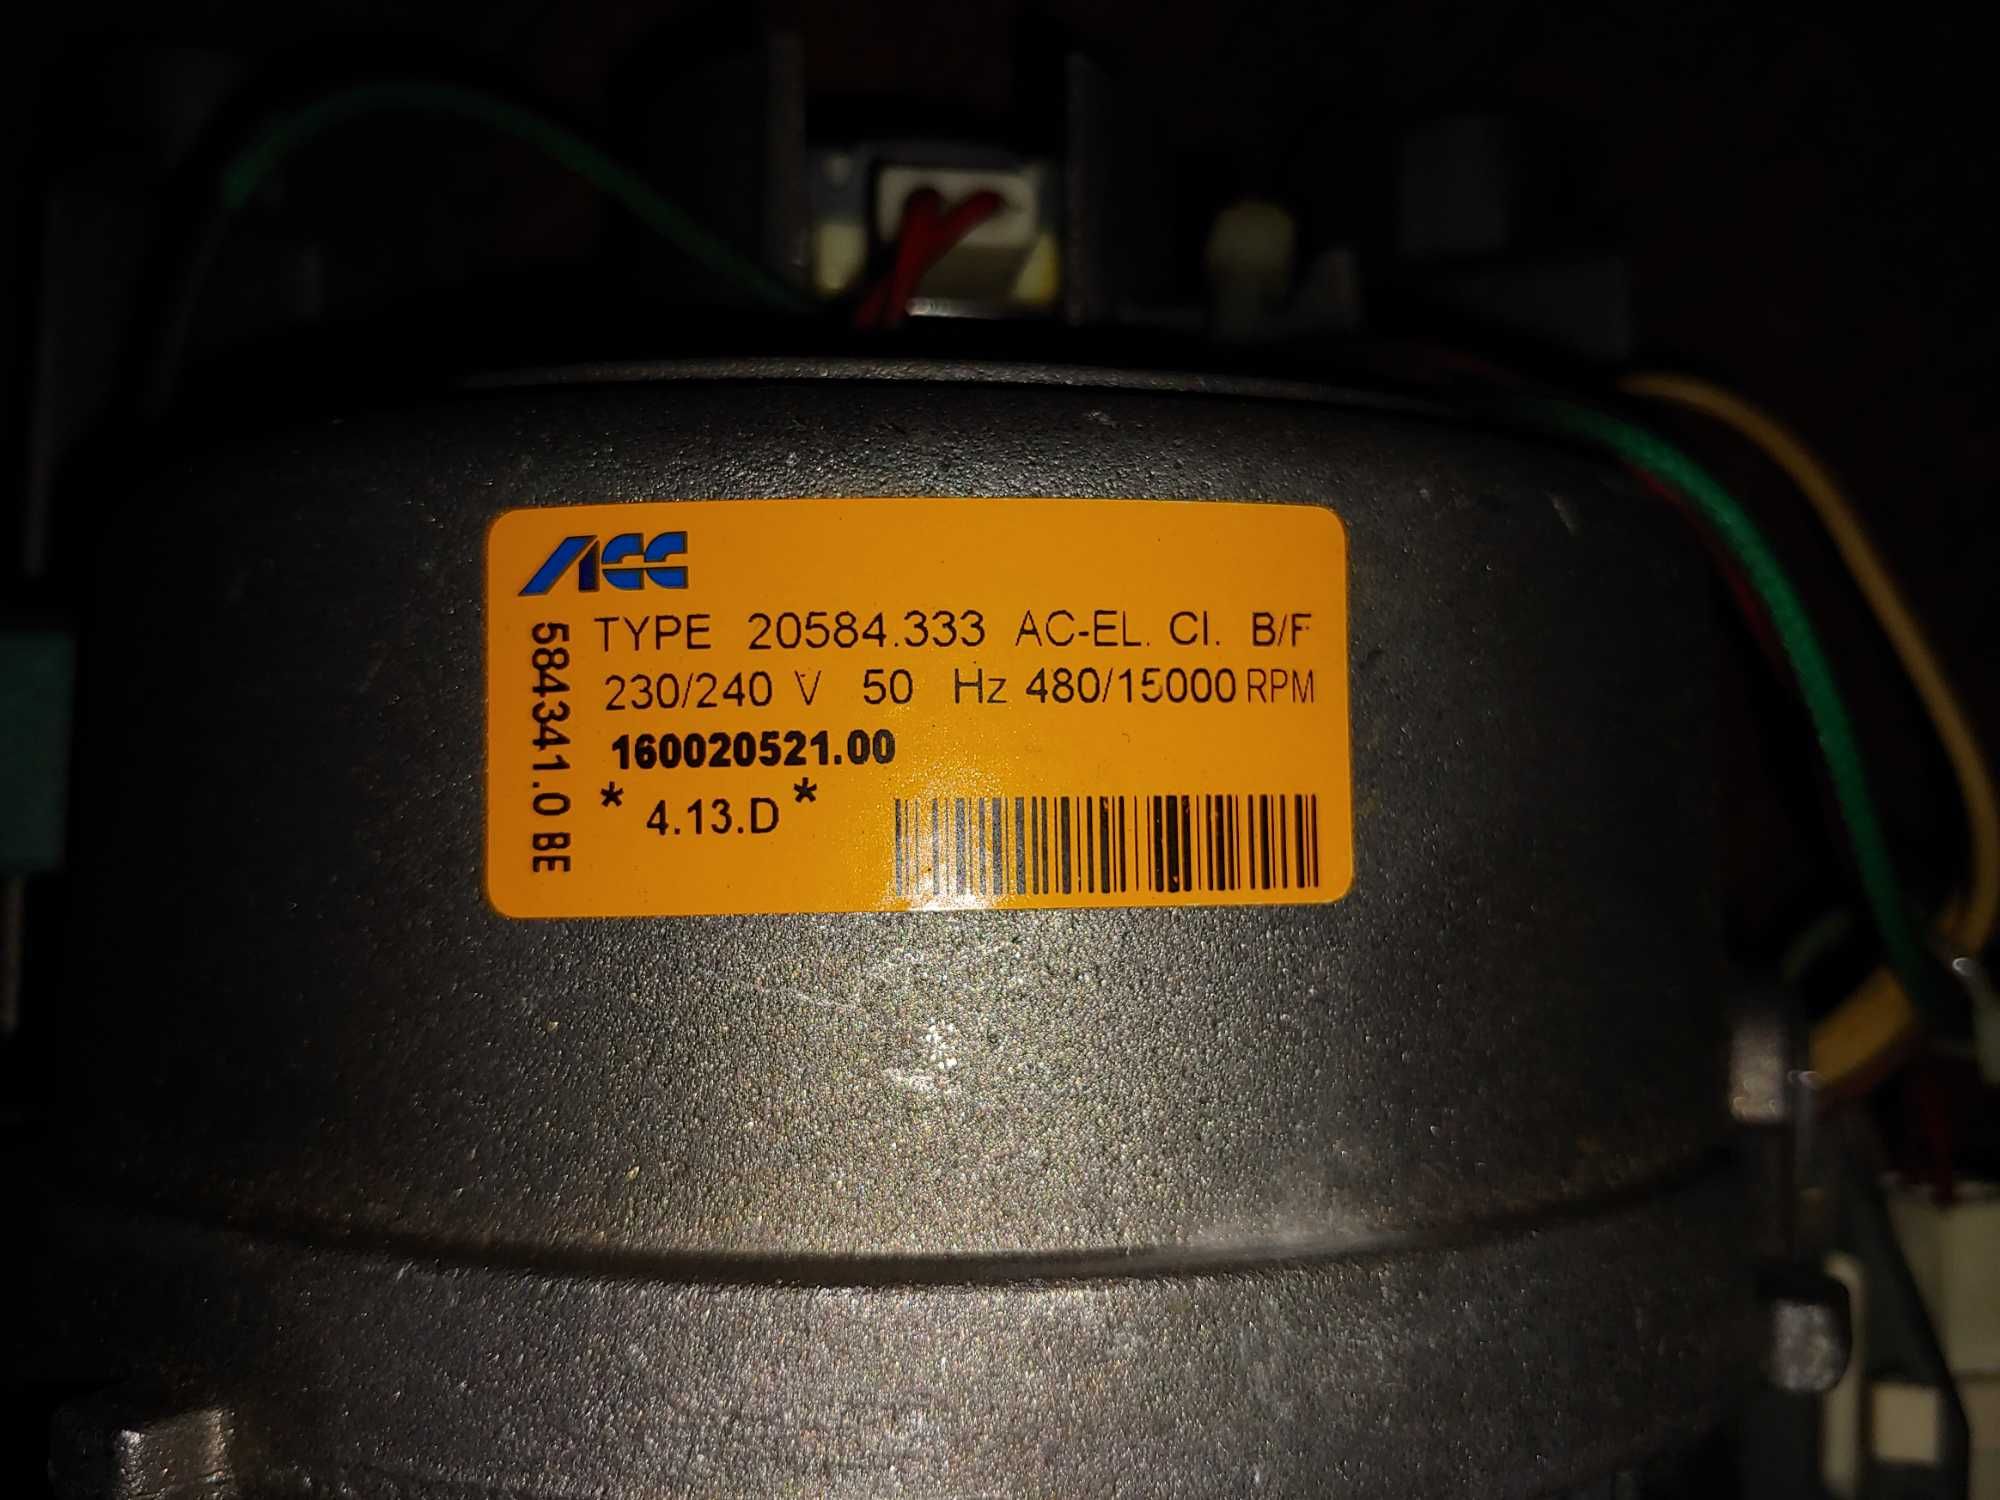 ACC
TYPE 20584.333 AC-EL. CI. B/F
230/240 V 50 Hz 480/15000 RPM
160020521.00
* 4.13.D *
584341.0 BE